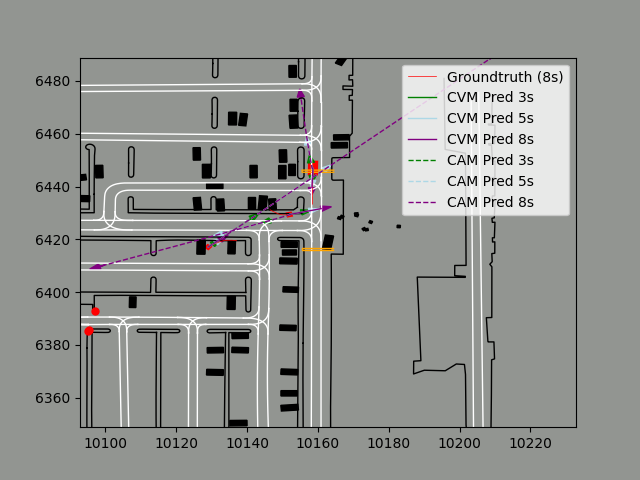 6480
6460
6440
6420
6400
6380
6360
10100 10120 10140 10160 10180 10200 10220
Groundtruth (8s)
CVM Pred 3s
CVM Pred 5s
CVM Pred 8s
CAM Pred 3s
CAM Pred 5s
CAM Pred 8s